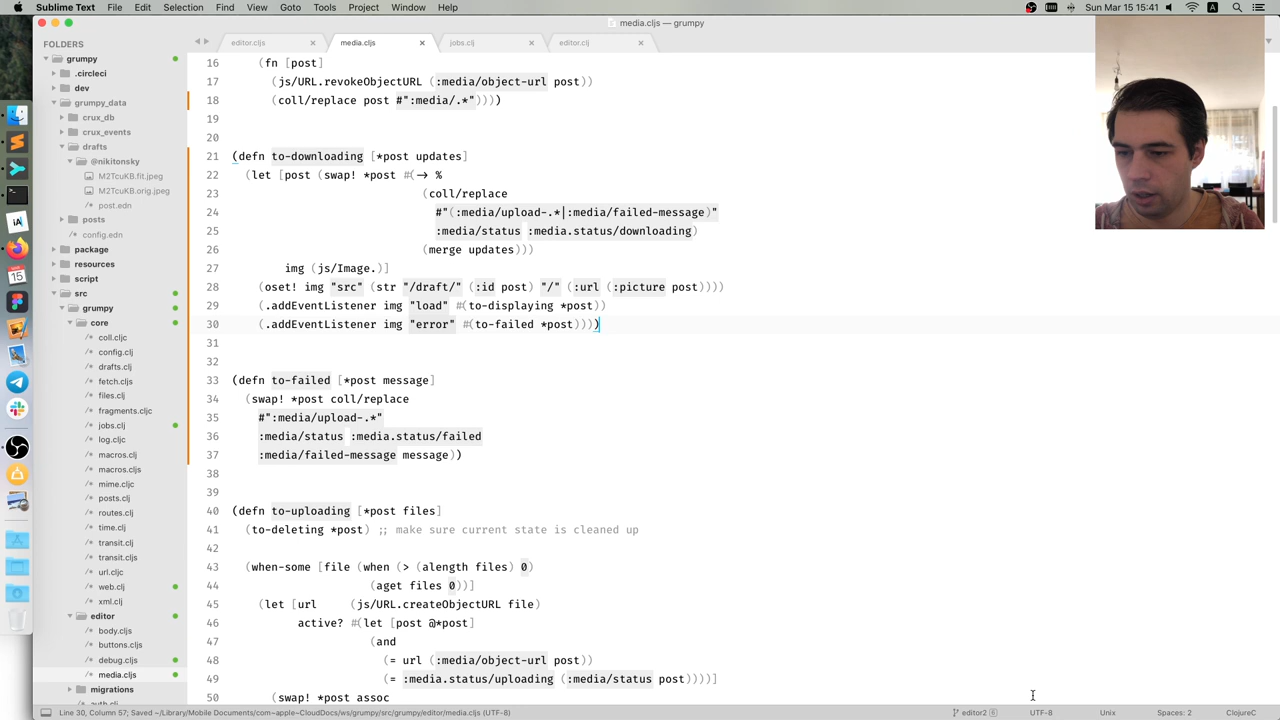 Sublime Text File Edit Selection Find View Goto Tools Project Window Help
Sun Mar 15 15:41
media.cljs — grumpy
FOLDERS
grumpy
.circleci
dev
grumpy_data
crux_db
crux_events
drafts
@nikitonsky
M2TcuKB.fit.jpeg
M2TcuKB.orig.jpeg
post.edn
posts
config.edn
package
resources
script
src
grumpy
core
coll.cljc
config.clj
drafts.clj
fetch.cljs
files.clj
fragments.cljc
jobs.clj
log.cljc
macros.clj
macros.cljs
mime.cljc
posts.clj
routes.clj
time.clj
transit.clj
transit.cljs
url.cljc
web.clj
xml.clj
editor
body.cljs
buttons.cljs
debug.cljs
media.cljs
migrations
auth.clj
editor.cljs media.cljs jobs.clj editor.clj
16 (fn [post]
17 (js/URL.revokeObjectURL (:media/object-url post))
18 (coll/replace post #":media/.*"))))
19
20
21 (defn to-downloading [*post updates]
22 (let [post (swap! *post #(-> %
23 (coll/replace
24 #"(:media/upload-.*|:media/failed-message)"
25 :media/status :media.status/downloading)
26 (merge updates)))
27 img (js/Image.)]
28 (oset! img "src" (str "/draft/" (:id post) "/" (:url (:picture post))))
29 (.addEventListener img "load" #(to-displaying *post))
30 (.addEventListener img "error" #(to-failed *post))))
31
32
33 (defn to-failed [*post message]
34 (swap! *post coll/replace
35 #":media/upload-.*"
36 :media/status :media.status/failed
37 :media/failed-message message))
38
39
40 (defn to-uploading [*post files]
41 (to-deleting *post) ;; make sure current state is cleaned up
42
43 (when-some [file (when (> (alength files) 0)
44 (aget files 0))]
45 (let [url (js/URL.createObjectURL file)
46 active? #(let [post @*post]
47 (and
48 (= url (:media/object-url post))
49 (= :media.status/uploading (:media/status post))))]
50 (swap! *post assoc
Line 30, Column 57; Saved ~/Library/Mobile Documents/com~apple~CloudDocs/ws/grumpy/src/grumpy/editor/media.cljs (UTF-8)
editor2 6 UTF-8 Unix Spaces: 2 ClojureC